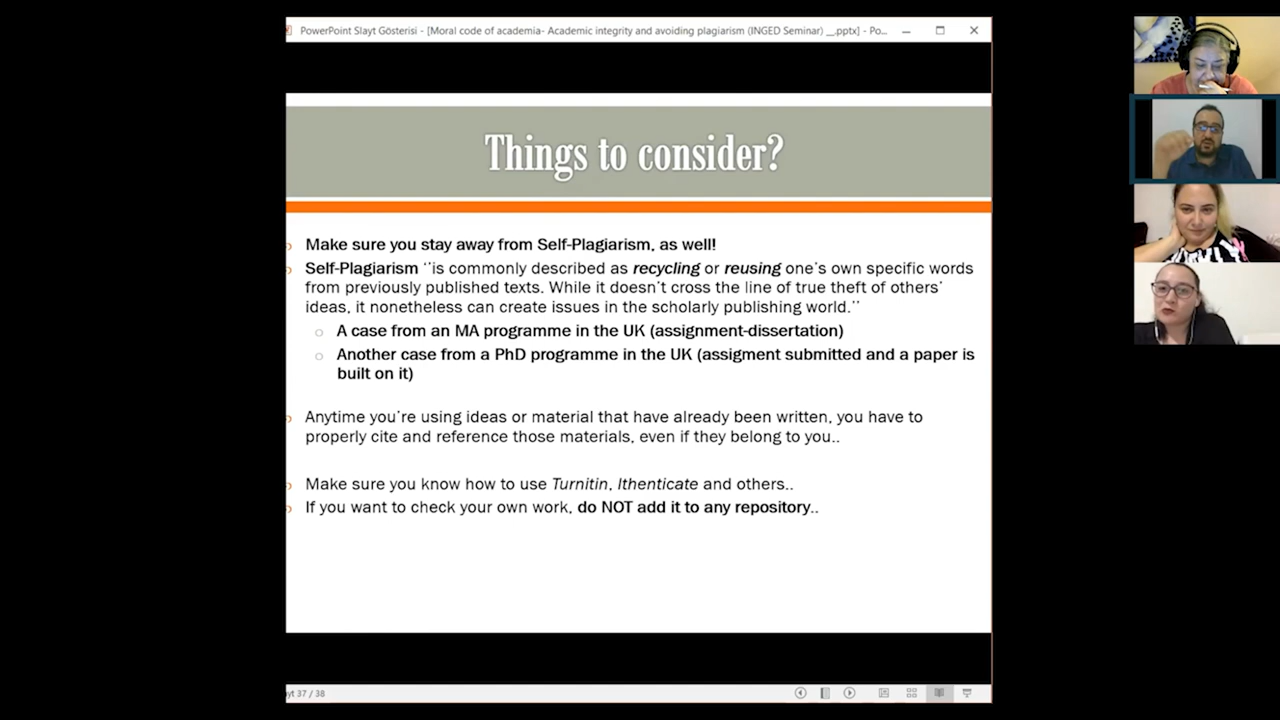 PowerPoint Slayt Gösterisi - [Moral code of academia- Academic integrity and avoiding plagiarism (INGED Seminar) __.pptx] - Po...
Things to consider?
Make sure you stay away from Self-Plagiarism, as well!
Self-Plagiarism ‘’is commonly described as recycling or reusing one’s own specific words
from previously published texts. While it doesn’t cross the line of true theft of others’
ideas, it nonetheless can create issues in the scholarly publishing world.’’
A case from an MA programme in the UK (assignment-dissertation)
Another case from a PhD programme in the UK (assigment submitted and a paper is
built on it)
Anytime you’re using ideas or material that have already been written, you have to
properly cite and reference those materials, even if they belong to you..
Make sure you know how to use Turnitin, Ithenticate and others..
If you want to check your own work, do NOT add it to any repository..
yt 37 / 38